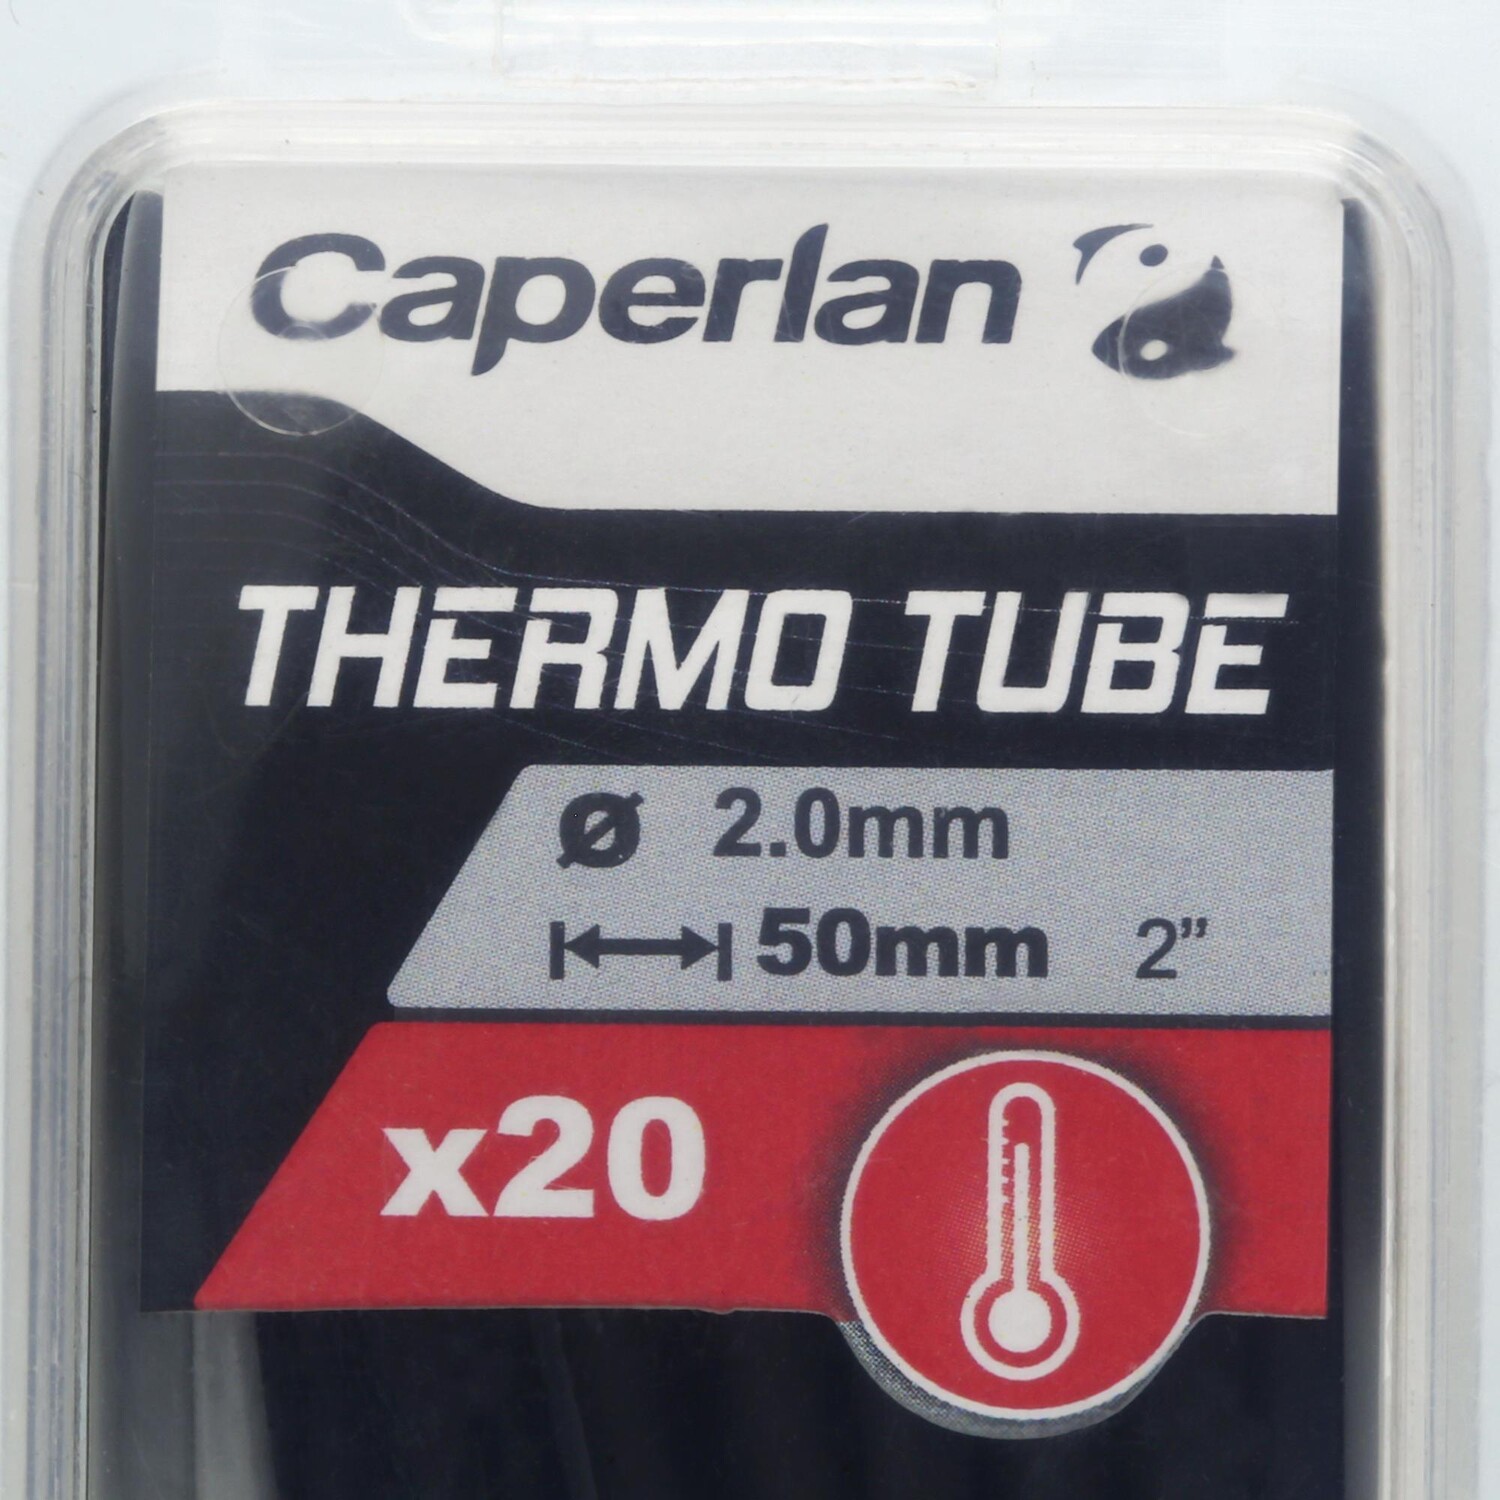 Caperlan
THERMO TUBE
Ø 2.0mm
50mm 2”
x20